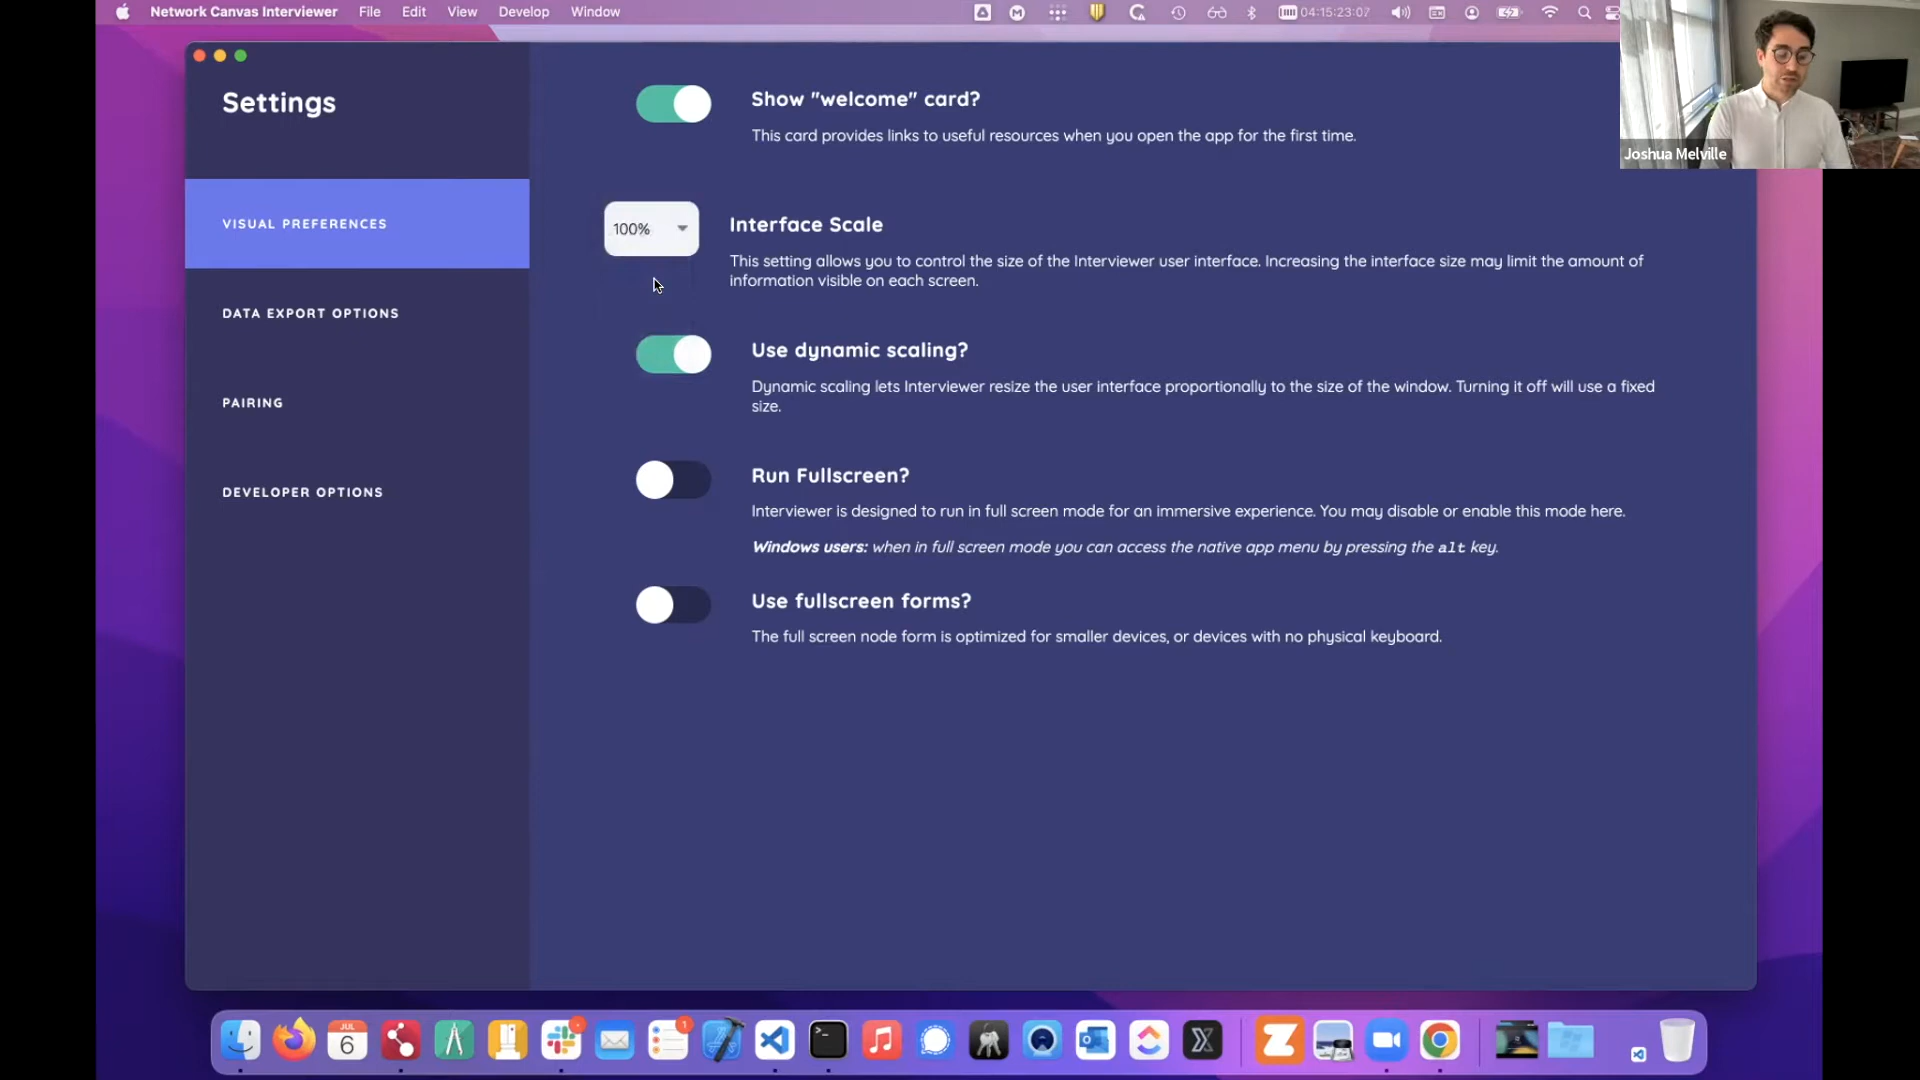 Network Canvas Interviewer File Edit View Develop Window 04:15:23:07
Joshua Melville
Settings
VISUAL PREFERENCES
DATA EXPORT OPTIONS
PAIRING
DEVELOPER OPTIONS
Show "welcome" card?
This card provides links to useful resources when you open the app for the first time.
100%
Interface Scale
This setting allows you to control the size of the Interviewer user interface. Increasing the interface size may limit the amount of
information visible on each screen.
Use dynamic scaling?
Dynamic scaling lets Interviewer resize the user interface proportionally to the size of the window. Turning it off will use a fixed
size.
Run Fullscreen?
Interviewer is designed to run in full screen mode for an immersive experience. You may disable or enable this mode here.
Windows users: when in full screen mode you can access the native app menu by pressing the alt key.
Use fullscreen forms?
The full screen node form is optimized for smaller devices, or devices with no physical keyboard.
JUL
6
1